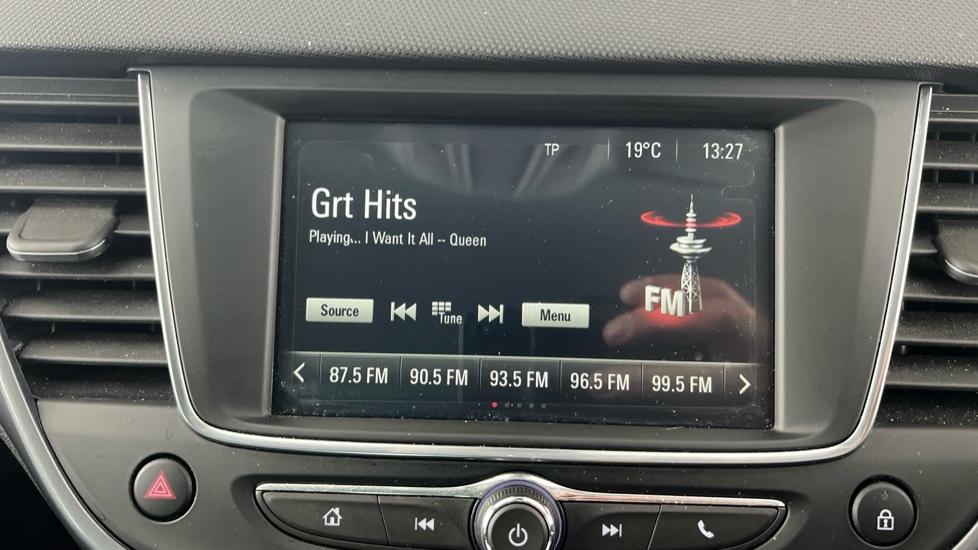 TP 19°C 13:27
Grt Hits
Playing... I Want It All -- Queen
FM
Source Tune Menu
87.5 FM 90.5 FM 93.5 FM 96.5 FM 99.5 FM